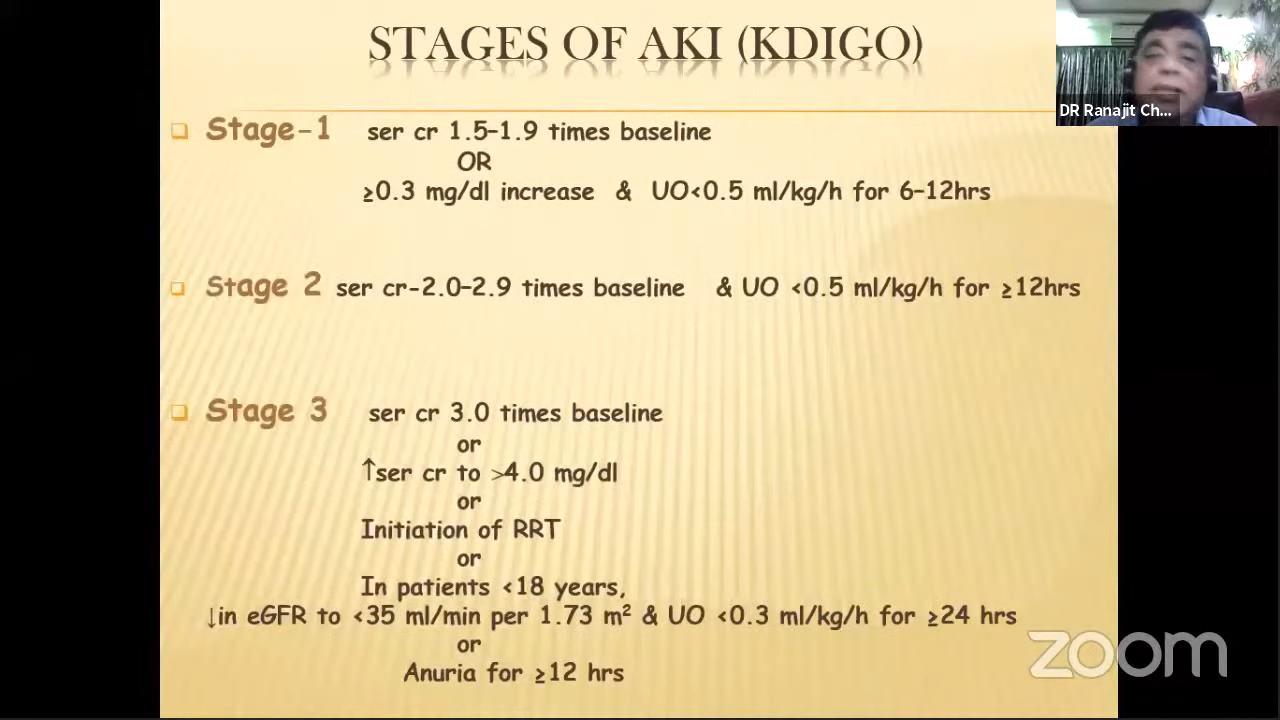 STAGES OF AKI (KDIGO)
DR Ranajit Ch...
❑ Stage-1 ser cr 1.5–1.9 times baseline
OR
≥0.3 mg/dl increase & UO<0.5 ml/kg/h for 6–12hrs
❑ Stage 2 ser cr-2.0–2.9 times baseline & UO <0.5 ml/kg/h for ≥12hrs
❑ Stage 3 ser cr 3.0 times baseline
or
↑ser cr to >4.0 mg/dl
or
Initiation of RRT
or
In patients <18 years,
↓in eGFR to <35 ml/min per 1.73 m² & UO <0.3 ml/kg/h for ≥24 hrs
or
Anuria for ≥12 hrs
zoom